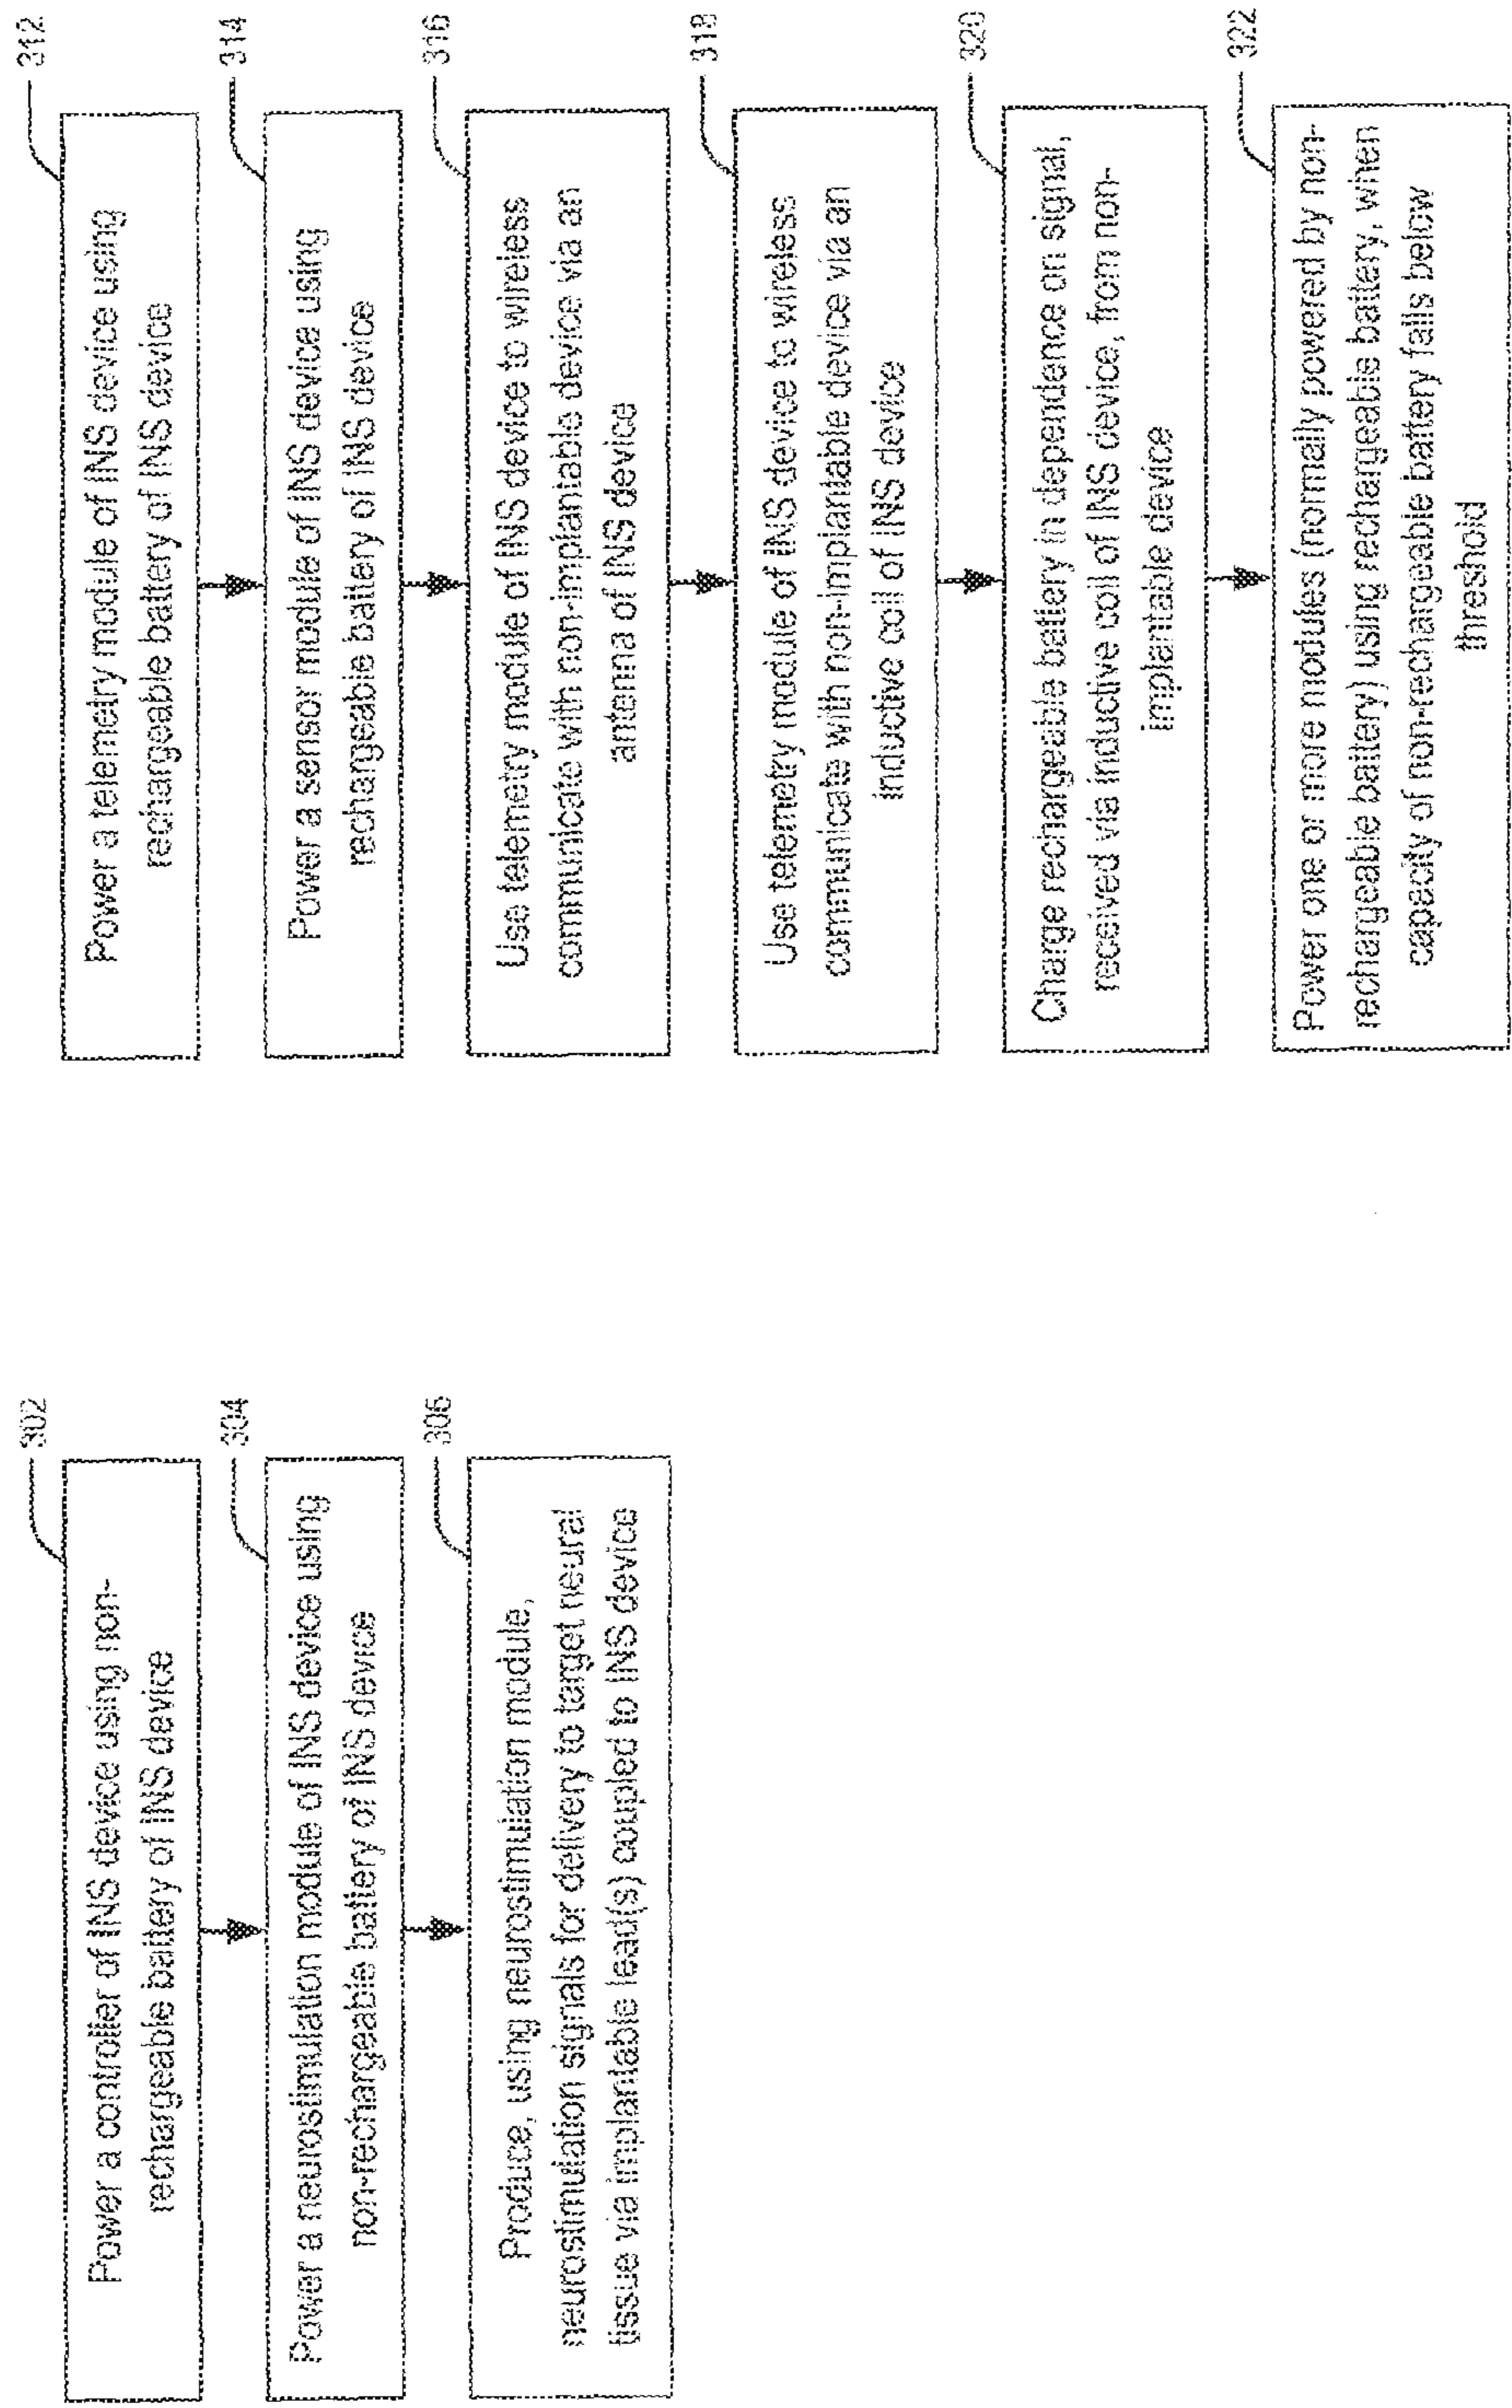 302
Power a controller of INS device using non-
rechargeable battery of INS device
304
Power a neurostimulation module of INS device using
non-rechargeable battery of INS device
306
Produce, using neurostimulation module,
neurostimulation signals for delivery to target neural
tissue via implantable lead(s) coupled to INS device
312
Power a telemetry module of INS device using
rechargable battery of INS device
314
Power a sensor module of INS device using
rechargable battery of INS device
316
Use telemetry module of INS device to wireless
communicate with non-implantable device via an
antenna of INS device
318
Use telemetry module of INS device to wireless
communicate with non-implantable device via an
inductive coil of INS device
320
Charge rechargeable battery in dependence on signal,
received via inductive coil of INS device, from non-
implantable device
322
Power one or more modules (normally powered by non-
rechargeable battery) using rechargeable battery, when
capacity of non-rechargeable battery falls below
threshold